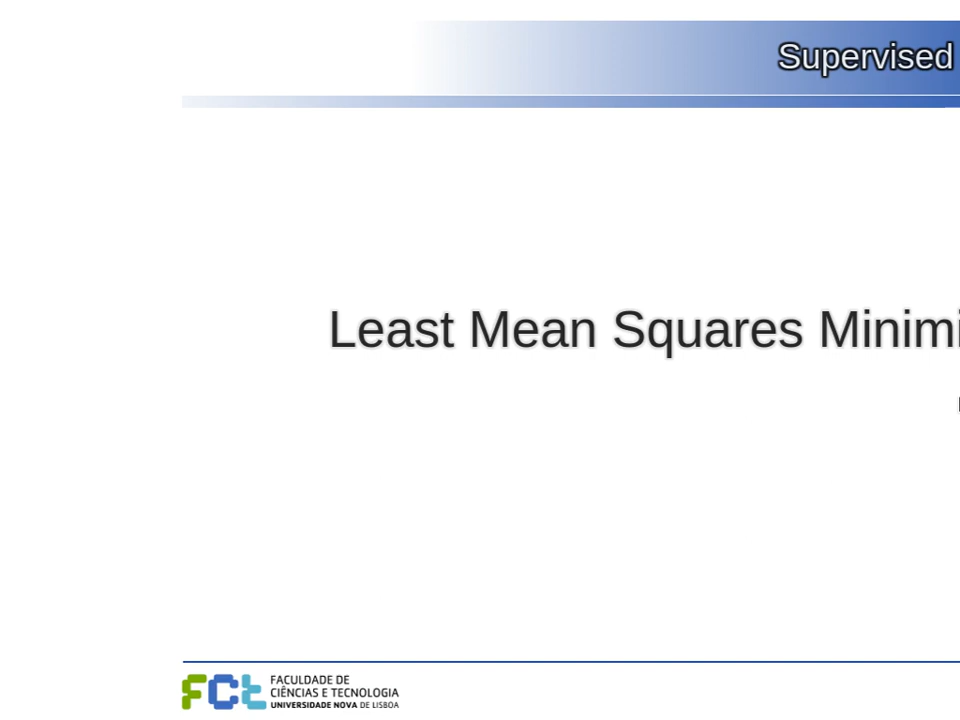 Supervised
Least Mean Squares Minimi
FACULDADE DE
CIÊNCIAS E TECNOLOGIA
UNIVERSIDADE NOVA DE LISBOA